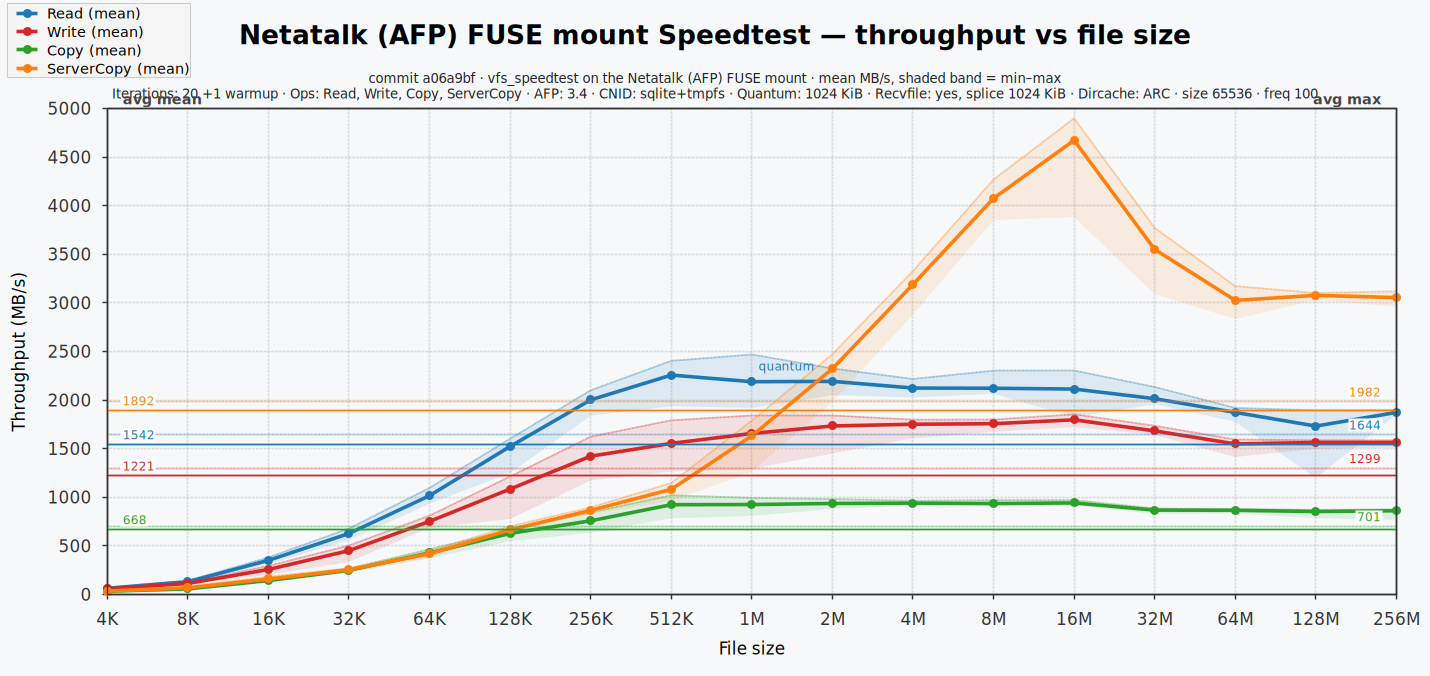 Read (mean)
Write (mean)
Copy (mean)
ServerCopy (mean)
Netatalk (AFP) FUSE mount Speedtest — throughput vs file size
commit a06a9bf · vfs_speedtest on the Netatalk (AFP) FUSE mount · mean MB/s, shaded band = min–max
Iterations: 20 +1 warmup · Ops: Read, Write, Copy, ServerCopy · AFP: 3.4 · CNID: sqlite+tmpfs · Quantum: 1024 KiB · Recvfile: yes, splice 1024 KiB · Dircache: ARC · size 65536 · freq 100
avg mean
avg max
5000
4500
4000
3500
3000
2500
2000
1500
1000
500
0
Throughput (MB/s)
quantum
1892
1542
1221
668
1982
1644
1299
701
4K 8K 16K 32K 64K 128K 256K 512K 1M 2M 4M 8M 16M 32M 64M 128M 256M
File size